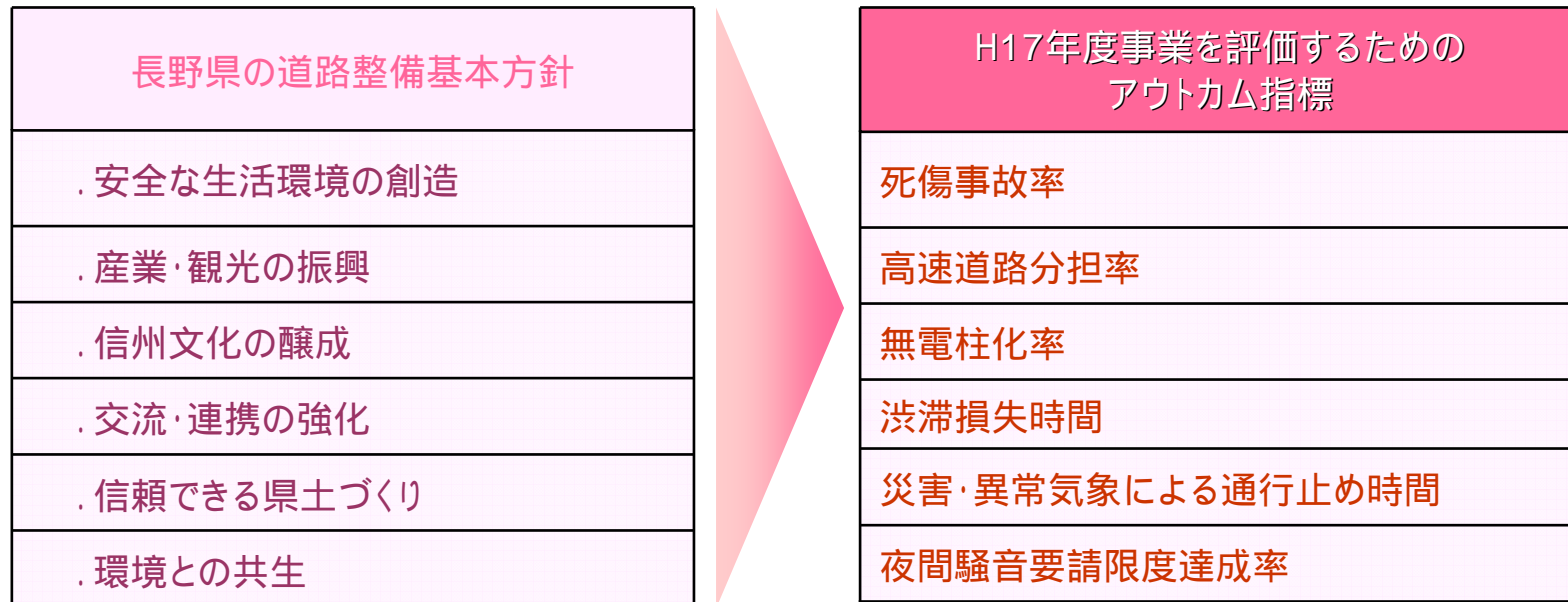 長野県の道路整備基本方針
.安全な生活環境の創造
.産業･観光の振興
.信州文化の醸成
.交流･連携の強化
.信頼できる県土づくり
.環境との共生
H17年度事業を評価するための
アウトカム指標
死傷事故率
高速道路分担率
無電柱化率
渋滞損失時間
災害･異常気象による通行止め時間
夜間騒音要請限度達成率